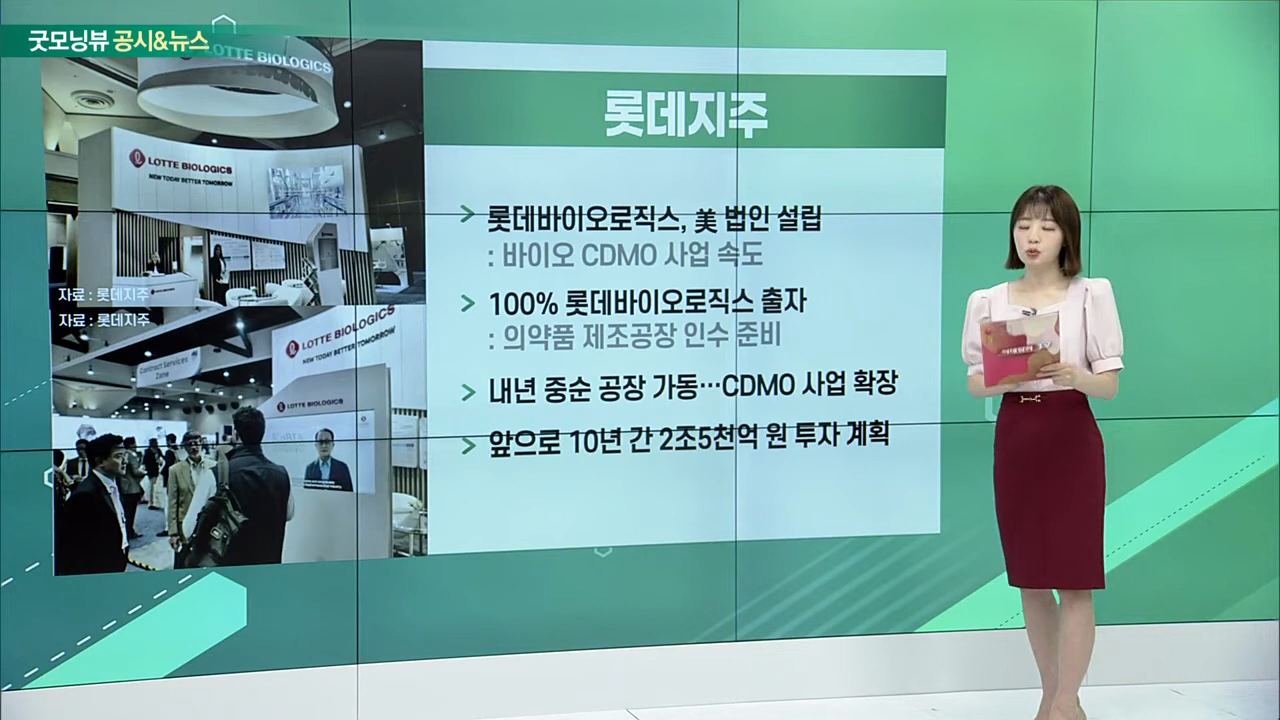 굿모닝뷰 공시&뉴스
LOTTE BIOLOGICS
LOTTE BIOLOGICS
NEW TODAY BETTER TOMORROW
자료 : 롯데지주
자료 : 롯데지주
LOTTE BIOLOGICS
NEW TODAY BETTER TOMORROW
Contract Services
Zone
LOTTE BIOLOGICS
롯데지주
롯데바이오로직스, 美 법인 설립
: 바이오 CDMO 사업 속도
100% 롯데바이오로직스 출자
: 의약품 제조공장 인수 준비
내년 중순 공장 가동…CDMO 사업 확장
앞으로 10년 간 2조5천억 원 투자 계획